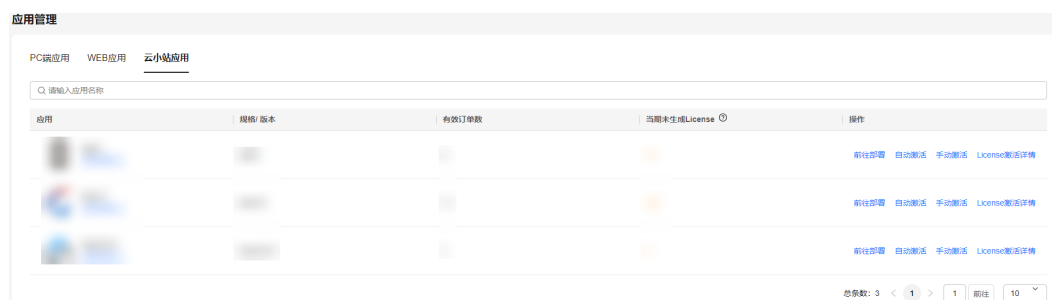 应用管理
PC端应用 WEB应用 云小站应用
请输入应用名称
应用 规格/ 版本 有效订单数 当期未生成License 操作
前往部署 自动激活 手动激活 License激活详情
前往部署 自动激活 手动激活 License激活详情
前往部署 自动激活 手动激活 License激活详情
总条数：3 < 1 > 1 前往 10